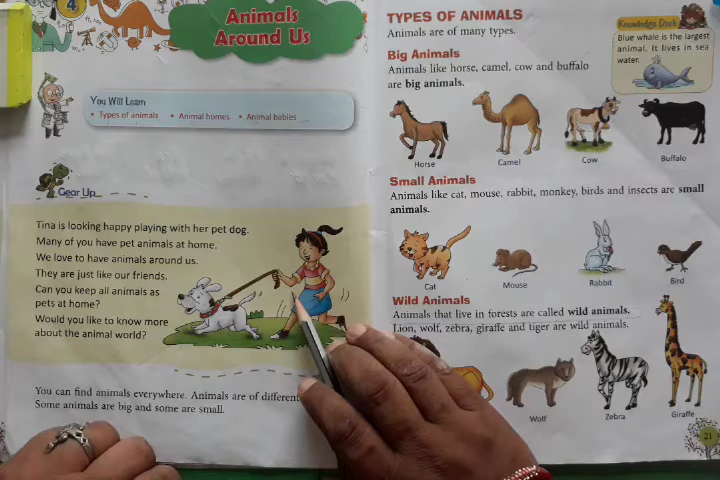 4
Animals
Around Us
You Will Learn
• Types of animals • Animal homes • Animal babies
Gear Up
Tina is looking happy playing with her pet dog.
Many of you have pet animals at home.
We love to have animals around us.
They are just like our friends.
Can you keep all animals as
pets at home?
Would you like to know more
about the animal world?
You can find animals everywhere. Animals are of different
Some animals are big and some are small.
TYPES OF ANIMALS
Animals are of many types.
Knowledge Desk
Blue whale is the largest
animal. It lives in sea
water.
Big Animals
Animals like horse, camel, cow and buffalo
are big animals.
Horse
Camel
Cow
Buffalo
Small Animals
Animals like cat, mouse, rabbit, monkey, birds and insects are small
animals.
Cat
Mouse
Rabbit
Bird
Wild Animals
Animals that live in forests are called wild animals.
Lion, wolf, zebra, giraffe and tiger are wild animals.
Wolf
Zebra
Giraffe
21